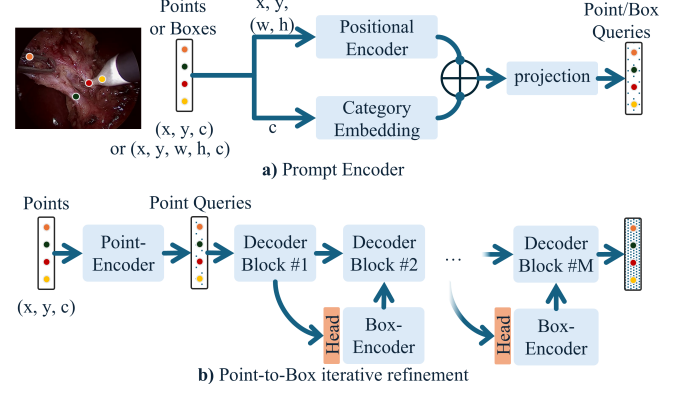 Points
or Boxes
x, y,
(w, h)
Positional
Encoder
Point/Box
Queries
projection
c
Category
Embedding
(x, y, c)
or (x, y, w, h, c)
a) Prompt Encoder
Points
Point Queries
Point-
Encoder
Decoder
Block #1
Decoder
Block #2
...
Decoder
Block #M
(x, y, c)
Head
Box-
Encoder
Head
Box-
Encoder
b) Point-to-Box iterative refinement